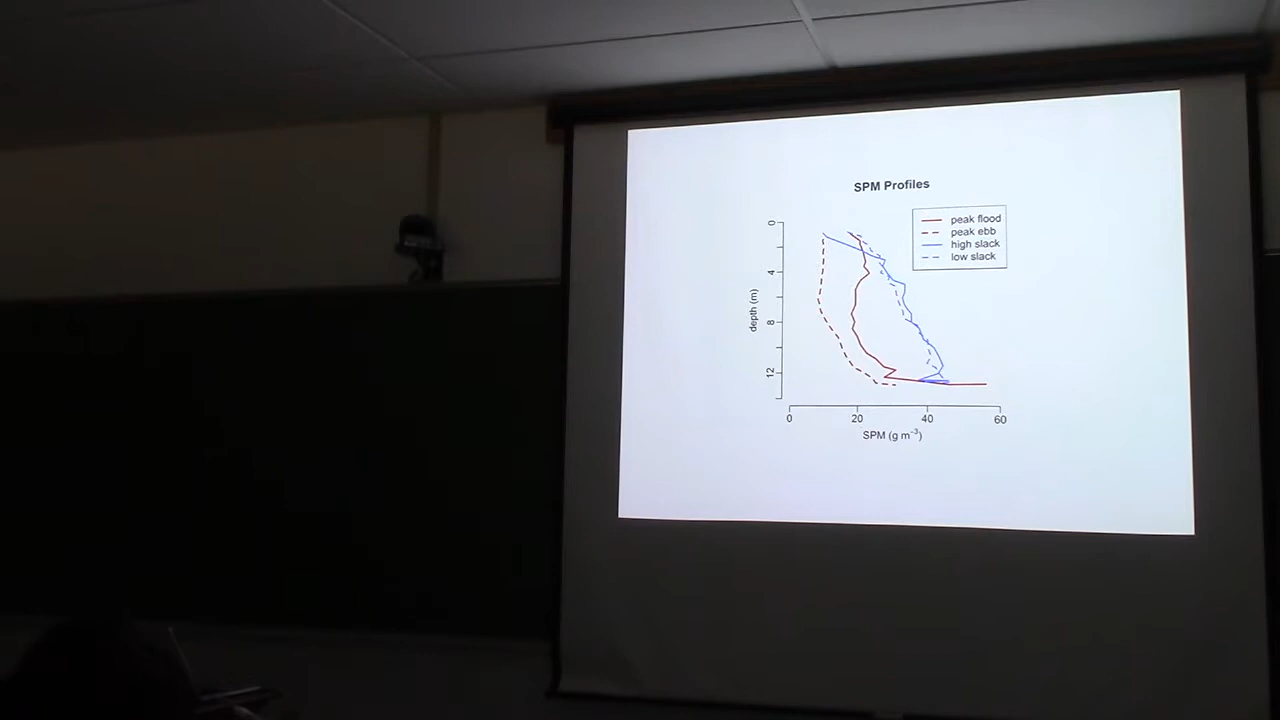 SPM Profiles
peak flood
peak ebb
high slack
low slack
0
4
8
12
depth (m)
0 20 40 60
SPM (g m⁻³)